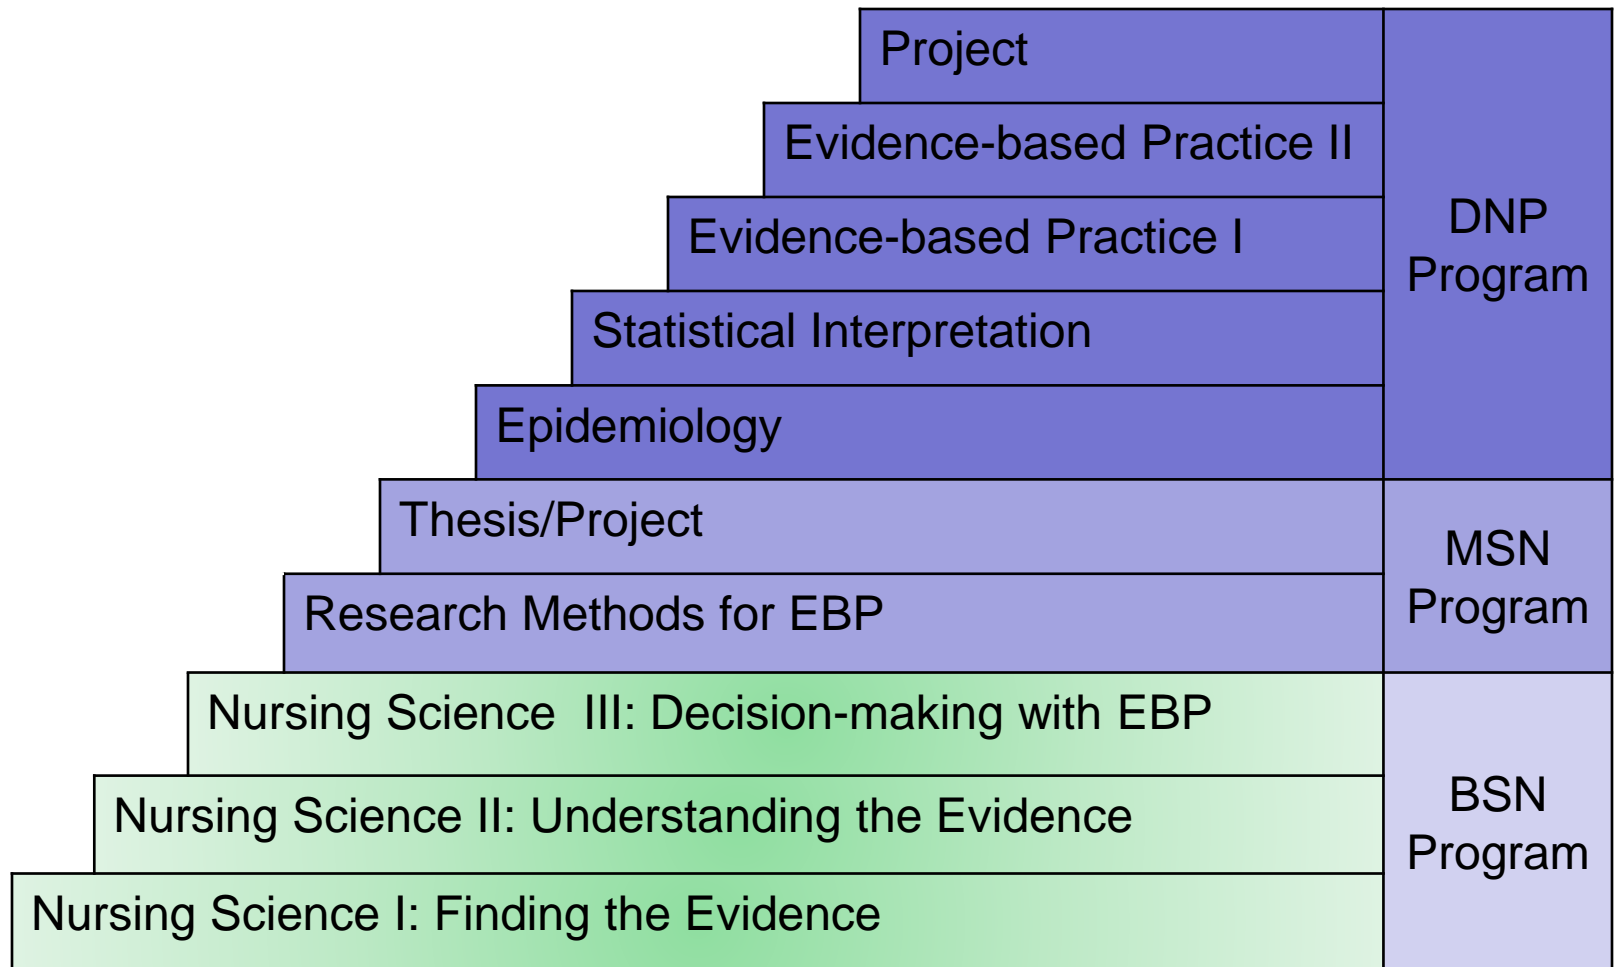 Project
Evidence-based Practice II
Evidence-based Practice I
Statistical Interpretation
Epidemiology
DNP
Program
Thesis/Project
Research Methods for EBP
MSN
Program
Nursing Science  III: Decision-making with EBP
Nursing Science II: Understanding the Evidence
Nursing Science I: Finding the Evidence
BSN
Program